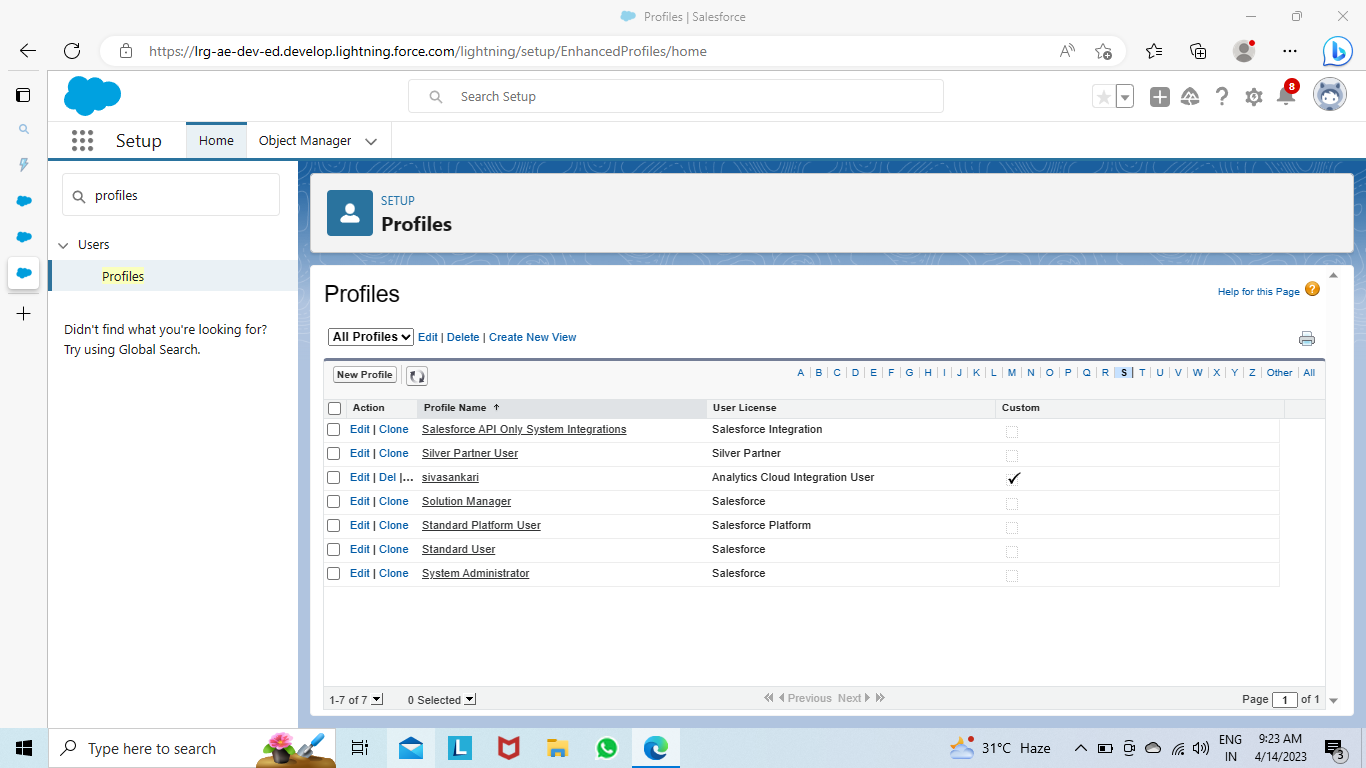 Profiles | Salesforce
https://lrg-ae-dev-ed.develop.lightning.force.com/lightning/setup/EnhancedProfiles/home
Search Setup
8
Setup
Home
Object Manager
profiles
Users
Profiles
Didn't find what you're looking for?
Try using Global Search.
SETUP
Profiles
Profiles
Help for this Page ?
All Profiles Edit | Delete | Create New View
New Profile
A | B | C | D | E | F | G | H | I | J | K | L | M | N | O | P | Q | R | S | T | U | V | W | X | Y | Z | Other | All
Action Profile Name ↑ User License Custom
Edit | Clone Salesforce API Only System Integrations Salesforce Integration
Edit | Clone Silver Partner User Silver Partner
Edit | Del |... sivasankari Analytics Cloud Integration User ✓
Edit | Clone Solution Manager Salesforce
Edit | Clone Standard Platform User Salesforce Platform
Edit | Clone Standard User Salesforce
Edit | Clone System Administrator Salesforce
1-7 of 7 0 Selected Previous Next Page 1 of 1
Type here to search
L
31°C Haze
ENG
IN
9:23 AM
4/14/2023
3